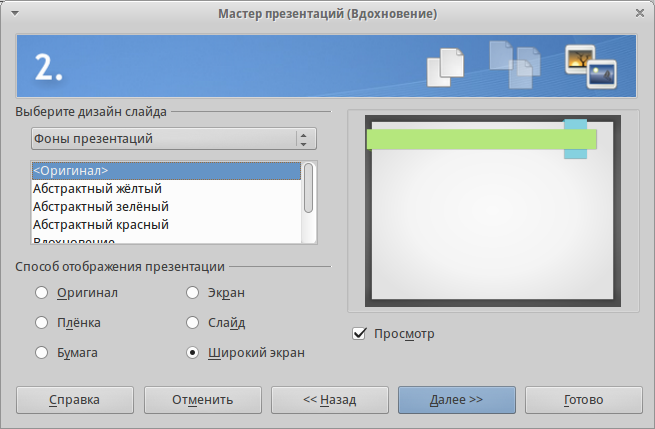 Мастер презентаций (Вдохновение)
2.
Выберите дизайн слайда
Фоны презентаций
<Оригинал>
Абстрактный жёлтый
Абстрактный зелёный
Абстрактный красный
Вдохновение
Способ отображения презентации
Оригинал
Экран
Плёнка
Слайд
Бумага
Широкий экран
Просмотр
Справка
Отменить
<< Назад
Далее >>
Готово